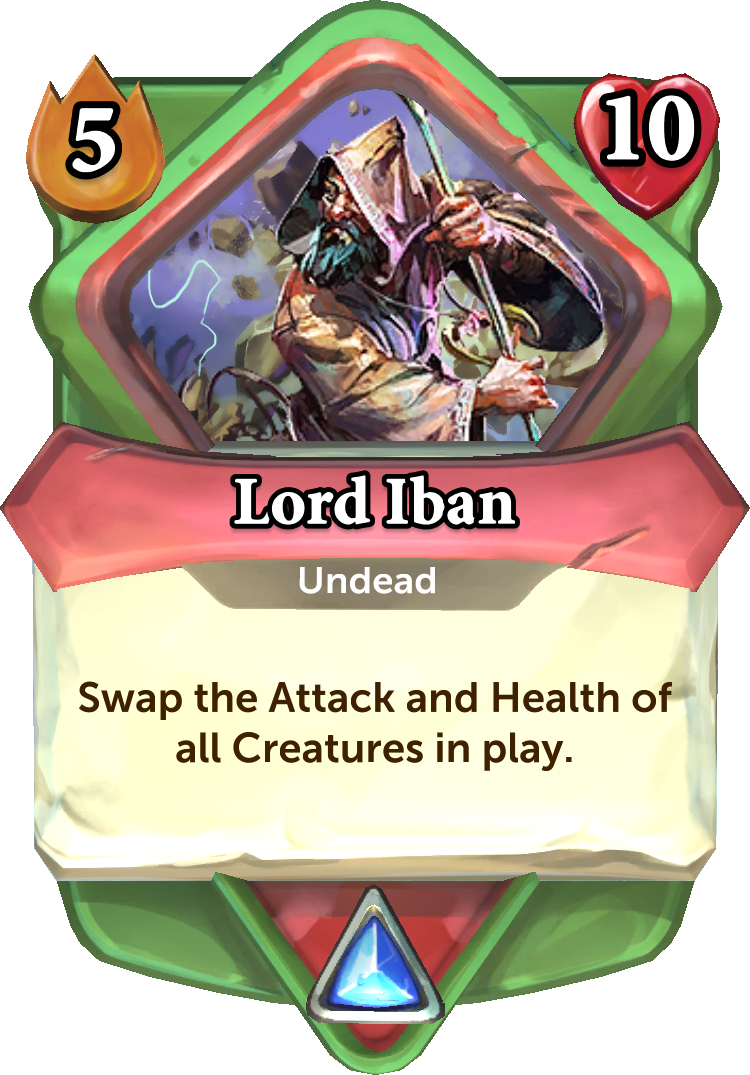 5
10
Lord Iban
Undead
Swap the Attack and Health of
all Creatures in play.